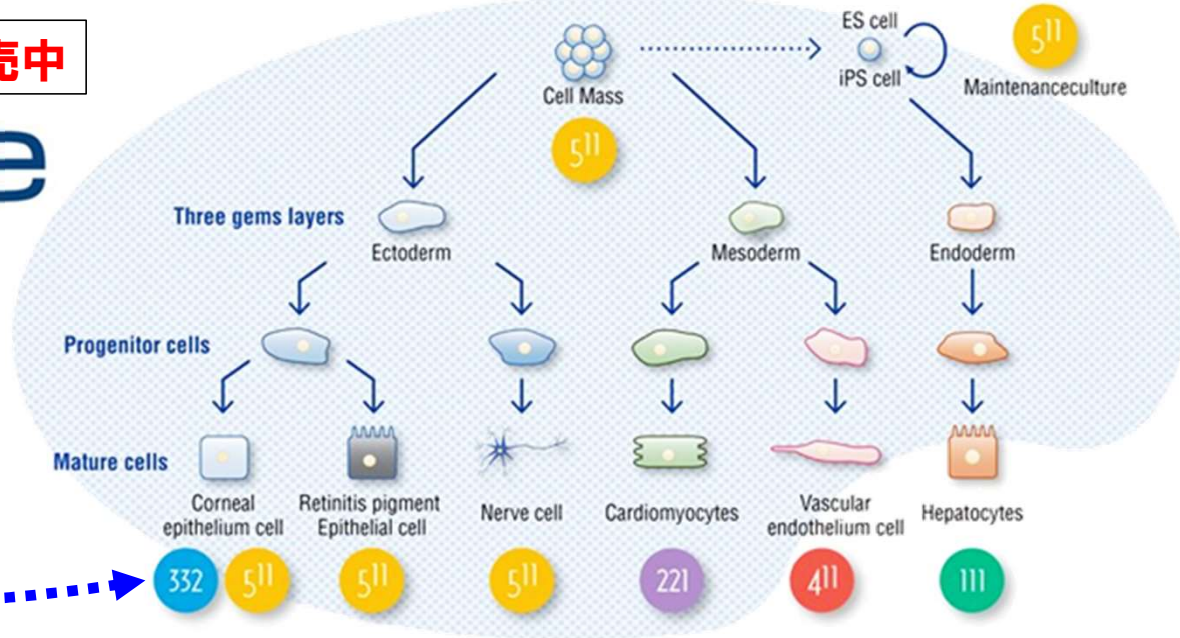 売中
e
ES cell
iPS cell
511
Maintenanceculture
Cell Mass
511
Three gems layers
Ectoderm
Mesoderm
Endoderm
Progenitor cells
Mature cells
Corneal
epithelium cell
Retinitis pigment
Epithelial cell
Nerve cell
Cardiomyocytes
Vascular
endothelium cell
Hepatocytes
332
511
511
511
221
411
111